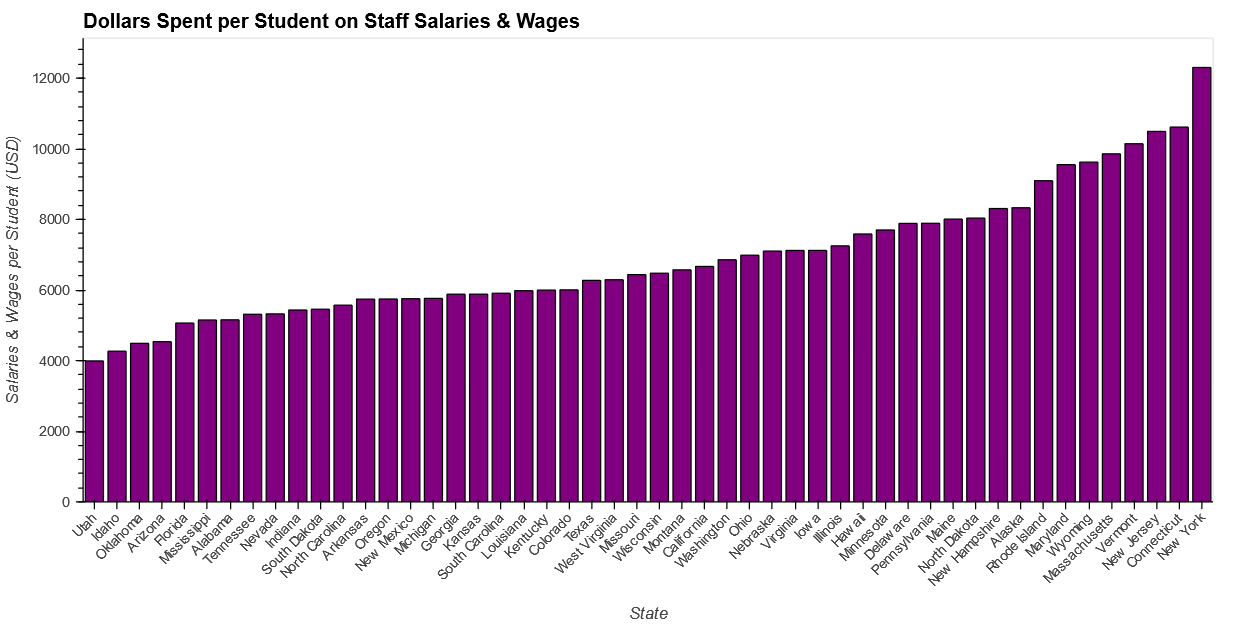 Dollars Spent per Student on Staff Salaries & Wages
Salaries & Wages per Student (USD)
12000
10000
8000
6000
4000
2000
0
Utah
Idaho
Oklahoma
Arizona
Florida
Mississippi
Alabama
Tennessee
Nevada
Indiana
South Dakota
North Carolina
Arkansas
Oregon
New Mexico
Michigan
Georgia
Kansas
South Carolina
Louisiana
Kentucky
Colorado
Texas
West Virginia
Missouri
Wisconsin
Montana
California
Washington
Ohio
Nebraska
Virginia
Iowa
Illinois
Hawaii
Minnesota
Delaware
Pennsylvania
Maine
North Dakota
New Hampshire
Alaska
Rhode Island
Maryland
Wyoming
Massachusetts
Vermont
New Jersey
Connecticut
New York
State